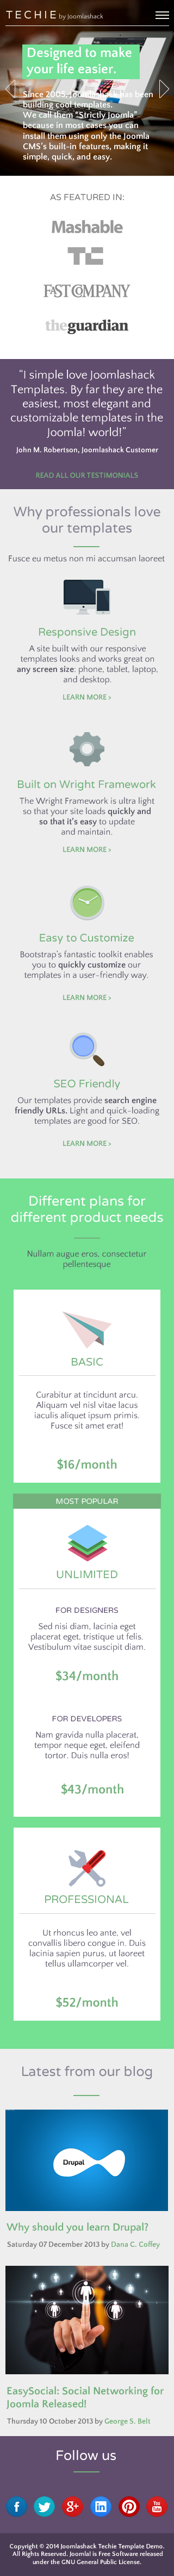 TECHIE by Joomlashack
Designed to make
your life easier.
building cool templates.
We call them "Strictly Joomla"
because in most cases you can
install them using only the Joomla
CMS's built-in features, making it
simple, quick, and easy.
AS FEATURED IN:
Mashable
TC
FAST COMPANY
theguardian
"I simple love Joomlashack
Templates. By far they are the
easiest, most elegant and
customizable templates in the
Joomla! world!"
John M. Robertson, Joomlashack Customer
READ ALL OUR TESTIMONIALS
Why professionals love
our templates
Fusce eu metus non mi accumsan laoreet
Responsive Design
A site built with our responsive
templates looks and works great on
any screen size: phone, tablet, laptop,
and desktop.
LEARN MORE >
Built on Wright Framework
The Wright Framework is ultra light
so that your site loads quickly and
so that it's easy to update
and maintain.
LEARN MORE >
Easy to Customize
Bootstrap's fantastic toolkit enables
you to quickly customize our
templates in a user-friendly way.
LEARN MORE >
SEO Friendly
Our templates provide search engine
friendly URLs. Light and quick-loading
templates are good for SEO.
LEARN MORE >
Different plans for
different product needs
Nullam augue eros, consectetur
pellentesque
BASIC
Curabitur at tincidunt arcu.
Aliquam vel nisl vitae lacus
iaculis aliquet ipsum primis.
Fusce sit amet erat!
$16/month
MOST POPULAR
UNLIMITED
FOR DESIGNERS
Sed nisi diam, lacinia eget
placerat eget, tristique ut felis.
Vestibulum vitae suscipit diam.
$34/month
FOR DEVELOPERS
Nam gravida nulla placerat,
tempor neque eget, eleifend
tortor. Duis nulla eros!
$43/month
PROFESSIONAL
Ut rhoncus leo ante, vel
convallis libero congue in. Duis
lacinia sapien purus, ut laoreet
tellus ullamcorper vel.
$52/month
Latest from our blog
Drupal
Why should you learn Drupal?
Saturday 07 December 2013 by Dana C. Coffey
EasySocial: Social Networking for
Joomla Released!
Thursday 10 October 2013 by George S. Belt
Follow us
Copyright © 2014 Joomlashack Techie Template Demo.
All Rights Reserved. Joomla! is Free Software released
under the GNU General Public License.